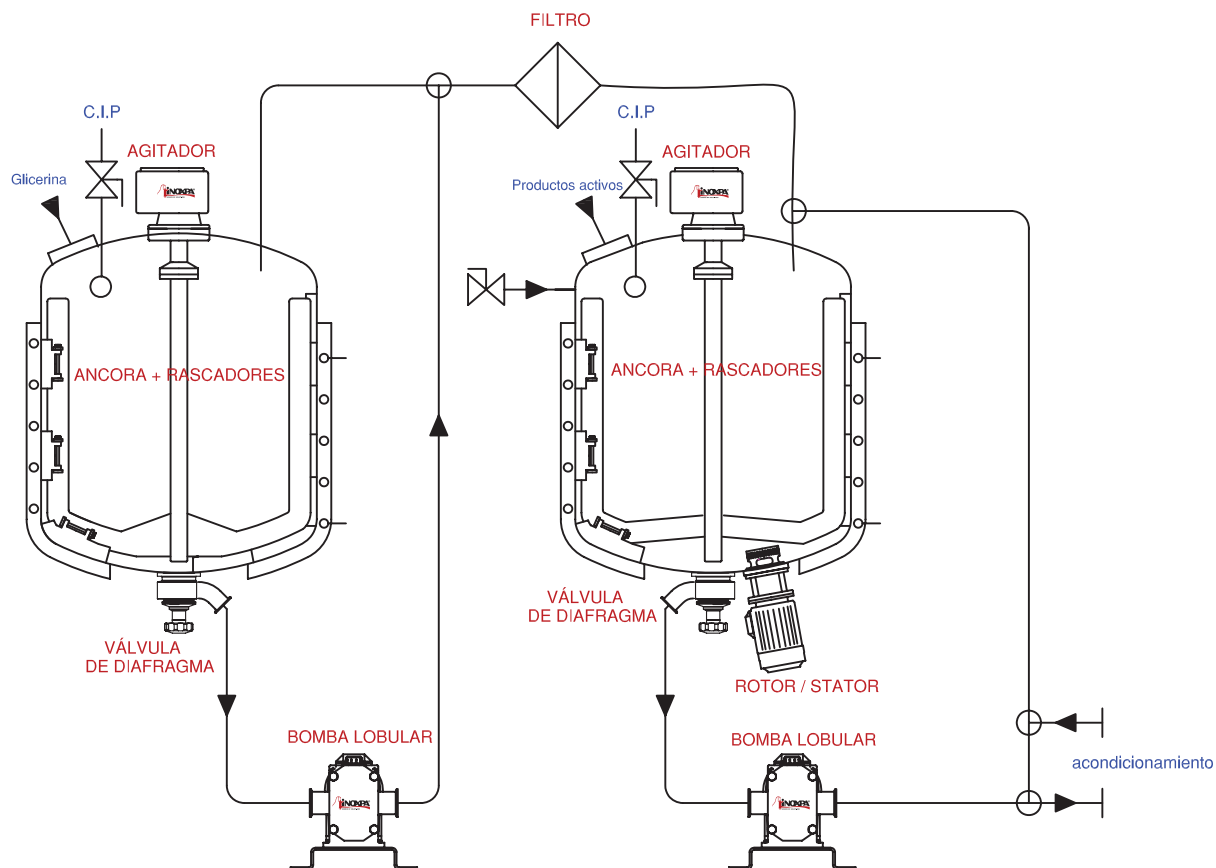 FILTRO
C.I.P
AGITADOR
Glicerina
INOXPA
C.I.P
AGITADOR
Productos activos
INOXPA
ANCORA + RASCADORES
ANCORA + RASCADORES
VÁLVULA
DE DIAFRAGMA
VÁLVULA
DE DIAFRAGMA
ROTOR / STATOR
BOMBA LOBULAR
INOXPA
BOMBA LOBULAR
INOXPA
acondicionamiento